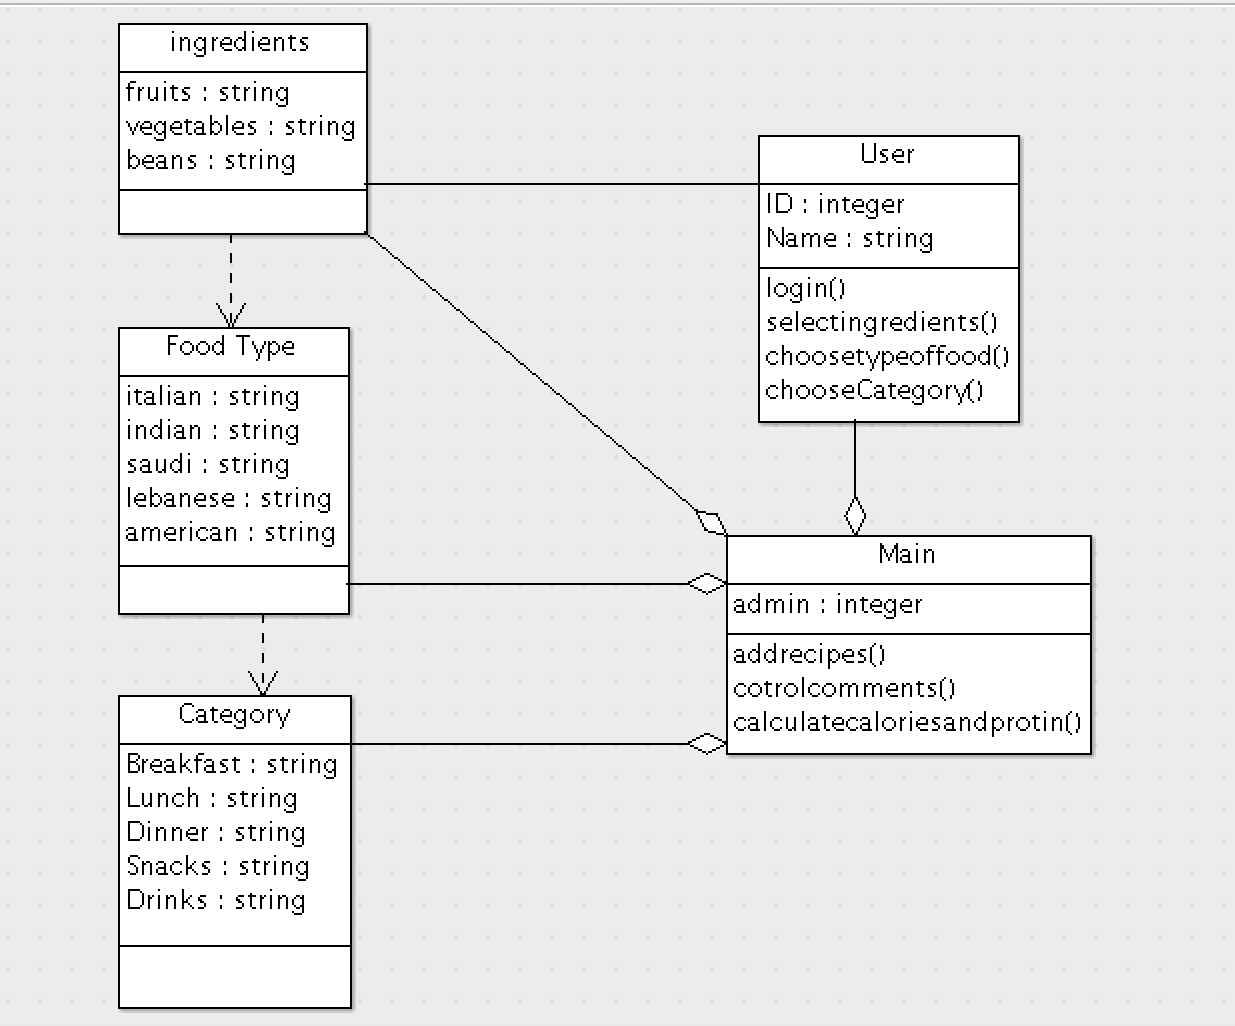 ingredients
fruits : string
vegetables : string
beans : string
User
ID : integer
Name : string
login()
selectingredients()
choosetypeoffood()
chooseCategory()
Food Type
italian : string
indian : string
saudi : string
lebanese : string
american : string
Main
admin : integer
addrecipes()
cotrolcomments()
calculatecaloriesandprotin()
Category
Breakfast : string
Lunch : string
Dinner : string
Snacks : string
Drinks : string